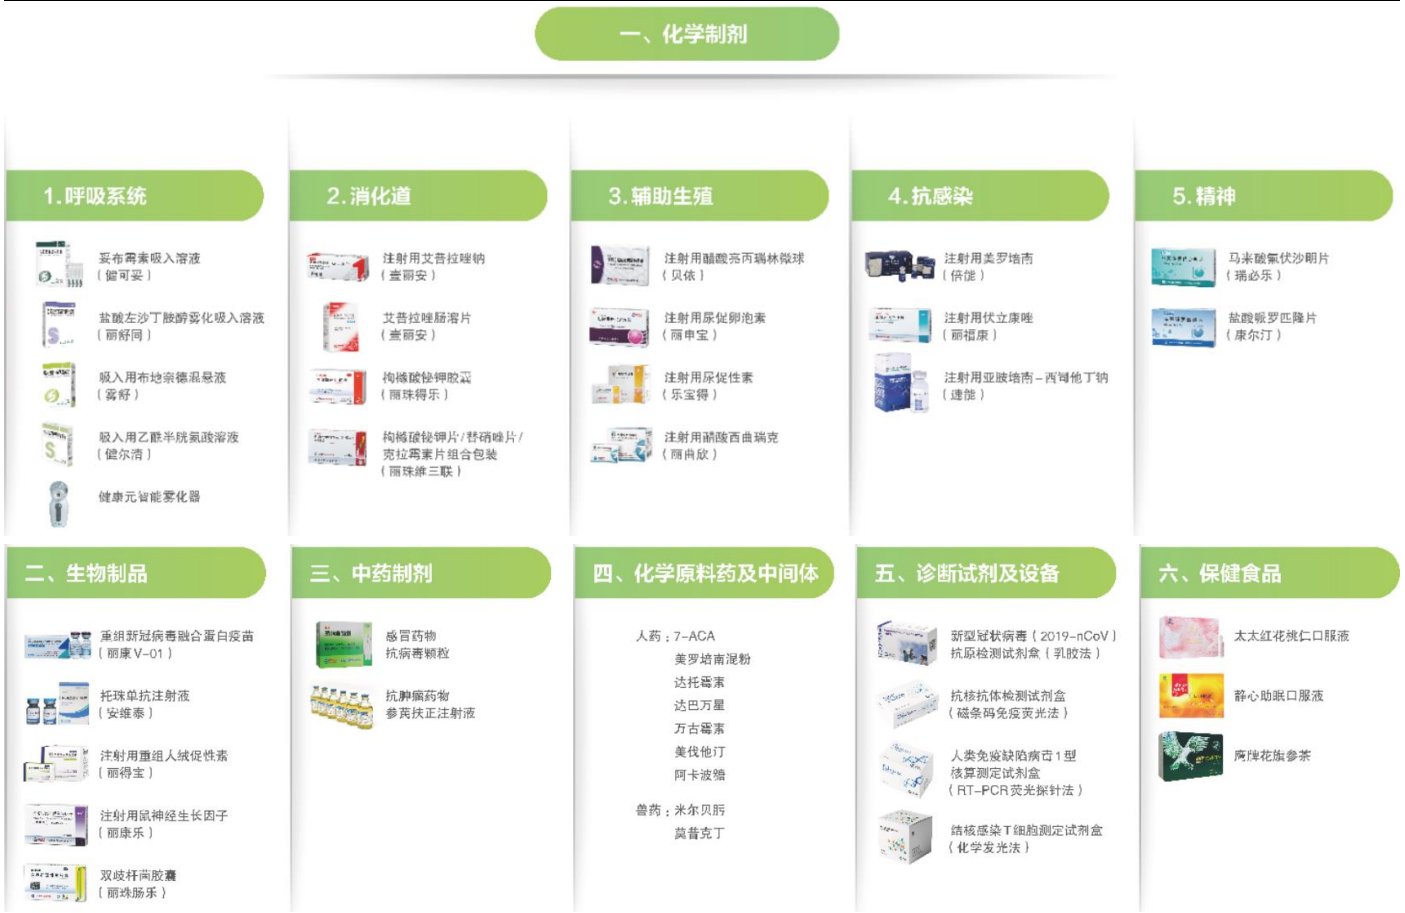 一、化学制剂
1.呼吸系统
妥布霉素吸入溶液
(健可妥)
盐酸左沙丁胺醇雾化吸入溶液
(丽舒同)
吸入用布地奈德混悬液
(雾舒)
吸入用乙酰半胱氨酸溶液
(健尔清)
健康元智能雾化器
2.消化道
注射用艾普拉唑钠
(壹丽安)
艾普拉唑肠溶片
(壹丽安)
枸橼酸铋钾胶囊
(丽珠得乐)
枸橼酸铋钾片/替硝唑片/
克拉霉素片组合包装
(丽珠维三联)
3.辅助生殖
注射用醋酸亮丙瑞林微球
(贝依)
注射用尿促卵泡素
(丽申宝)
注射用尿促性素
(乐宝得)
注射用醋酸西曲瑞克
(丽曲欣)
4.抗感染
注射用美罗培南
(倍能)
注射用伏立康唑
(丽福康)
注射用亚胺培南-西司他丁钠
(速能)
5.精神
马来酸氟伏沙明片
(瑞必乐)
盐酸哌罗匹隆片
(康尔汀)
二、生物制品
重组新冠病毒融合蛋白疫苗
(丽康V-01)
托珠单抗注射液
(安维泰)
注射用重组人绒促性素
(丽得宝)
注射用鼠神经生长因子
(丽康乐)
双歧杆菌胶囊
(丽珠肠乐)
三、中药制剂
感冒药物
抗病毒颗粒
抗肿瘤药物
参芪扶正注射液
四、化学原料药及中间体
人药:7-ACA
美罗培南混粉
达托霉素
达巴万星
万古霉素
美伐他汀
阿卡波糖
兽药:米尔贝肟
莫昔克丁
五、诊断试剂及设备
新型冠状病毒(2019-nCoV)
抗原检测试剂盒(乳胶法)
抗核抗体检测试剂盒
(磁条码免疫荧光法)
人类免疫缺陷病毒1型
核算测定试剂盒
(RT-PCR荧光探针法)
结核感染T细胞测定试剂盒
(化学发光法)
六、保健食品
太太红花桃仁口服液
静心助眠口服液
鹰牌花旗参茶